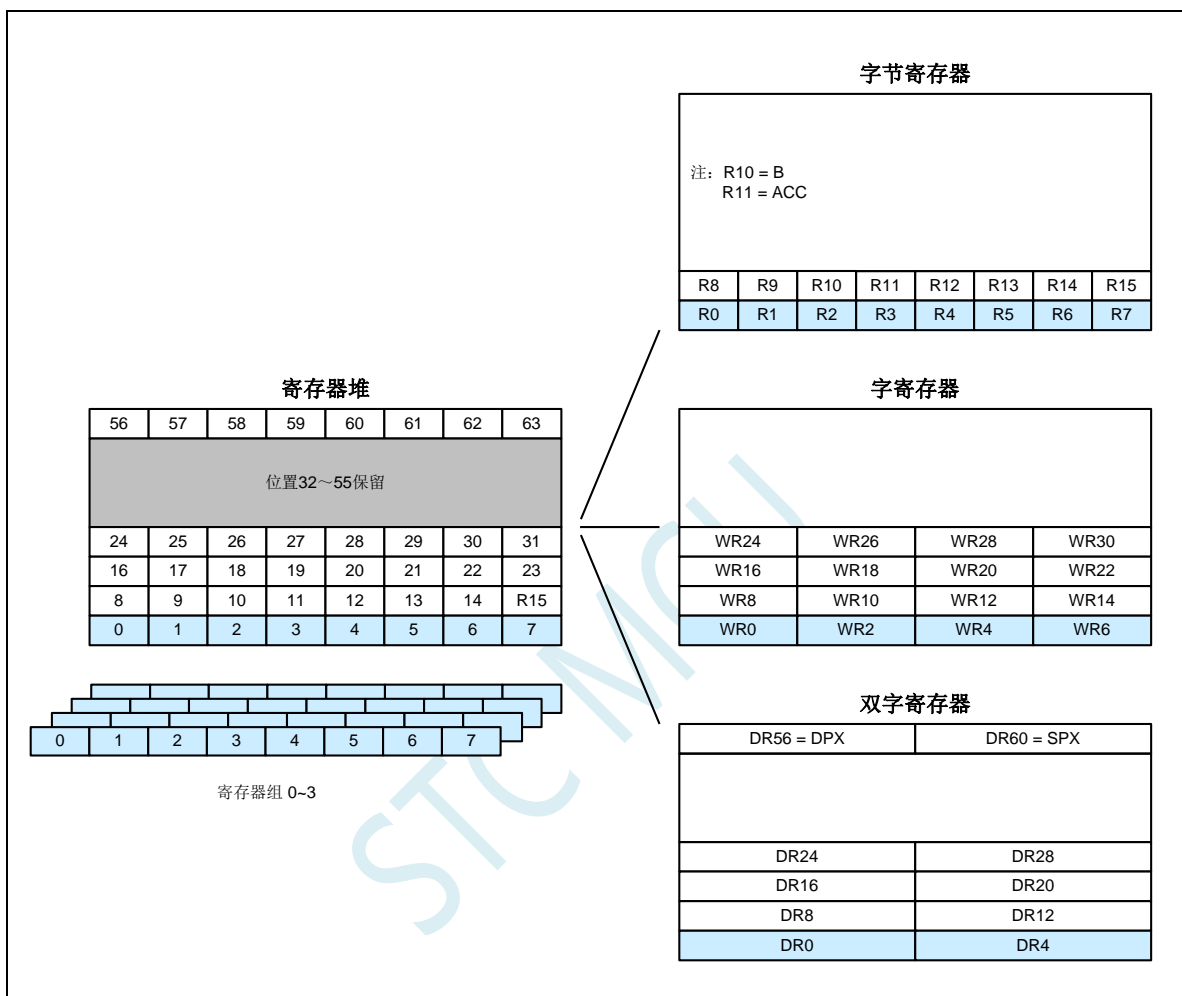 字节寄存器
注：R10 = B
R11 = ACC
R8 R9 R10 R11 R12 R13 R14 R15
R0 R1 R2 R3 R4 R5 R6 R7
寄存器堆
56 57 58 59 60 61 62 63
位置32～55保留
24 25 26 27 28 29 30 31
16 17 18 19 20 21 22 23
8 9 10 11 12 13 14 R15
0 1 2 3 4 5 6 7
0 1 2 3 4 5 6 7
寄存器组 0~3
字寄存器
WR24 WR26 WR28 WR30
WR16 WR18 WR20 WR22
WR8 WR10 WR12 WR14
WR0 WR2 WR4 WR6
双字寄存器
DR56 = DPX DR60 = SPX
DR24 DR28
DR16 DR20
DR8 DR12
DR0 DR4
STC MCU